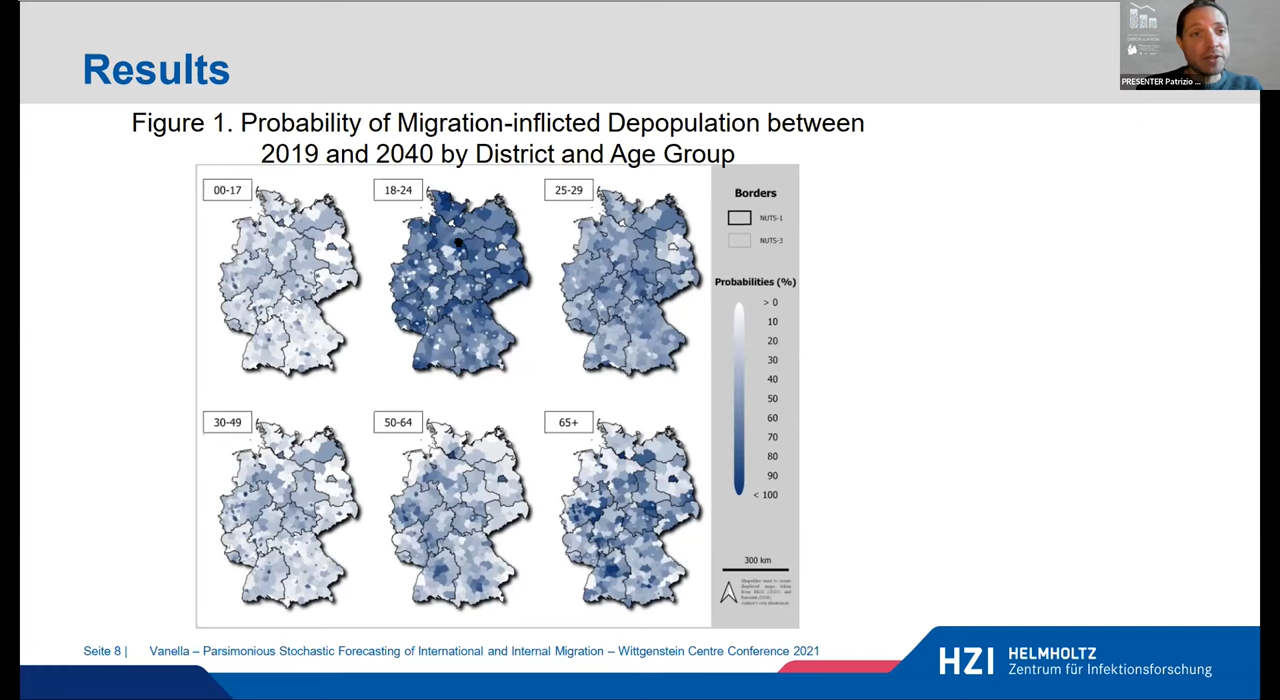 Results
PRESENTER Patrizio ...
Figure 1. Probability of Migration-inflicted Depopulation between
2019 and 2040 by District and Age Group
00-17
18-24
25-29
30-49
50-64
65+
Borders
NUTS-1
NUTS-3
Probabilities (%)
> 0
10
20
30
40
50
60
70
80
90
< 100
300 km
Seite 8 | Vanella – Parsimonious Stochastic Forecasting of International and Internal Migration – Wittgenstein Centre Conference 2021
HZI HELMHOLTZ
Zentrum für Infektionsforschung